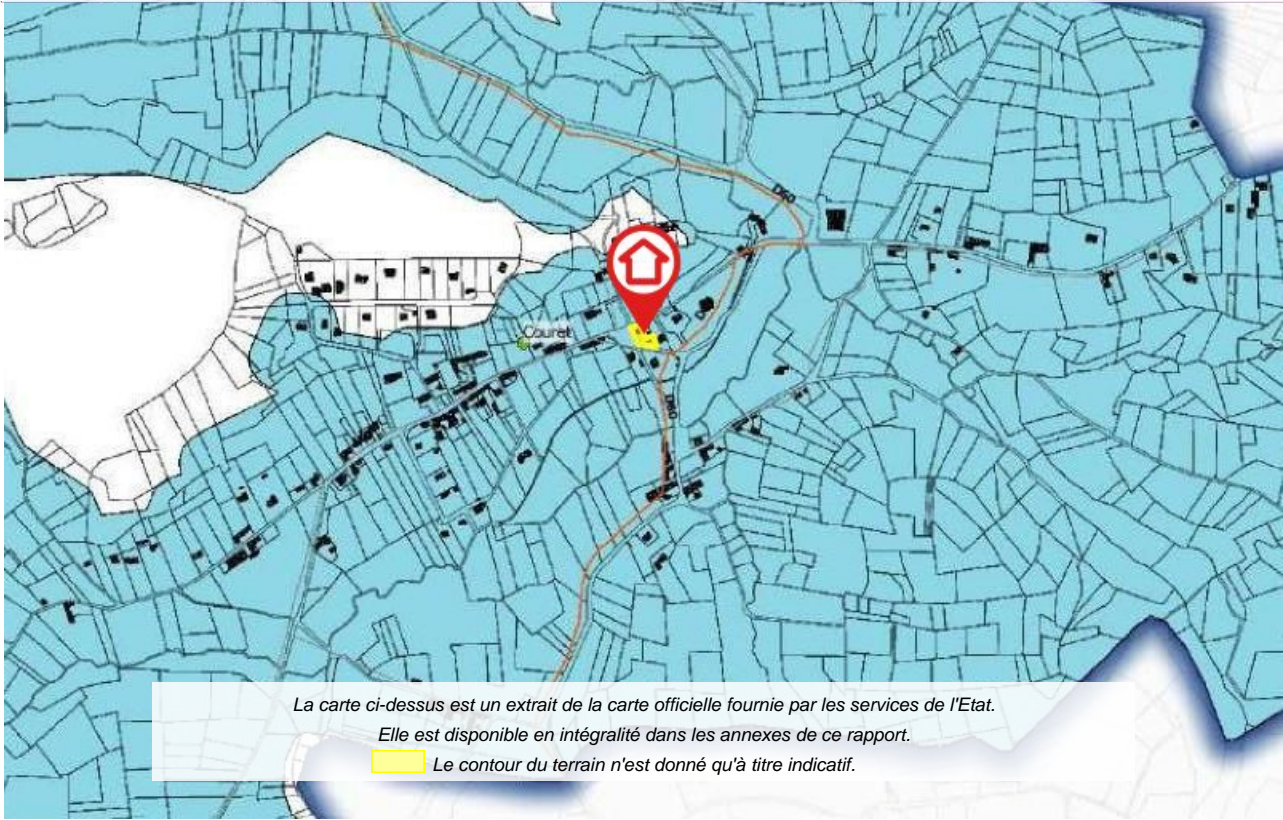 Couret
La carte ci-dessus est un extrait de la carte officielle fournie par les services de l'Etat.
Elle est disponible en intégralité dans les annexes de ce rapport.
Le contour du terrain n'est donné qu'à titre indicatif.